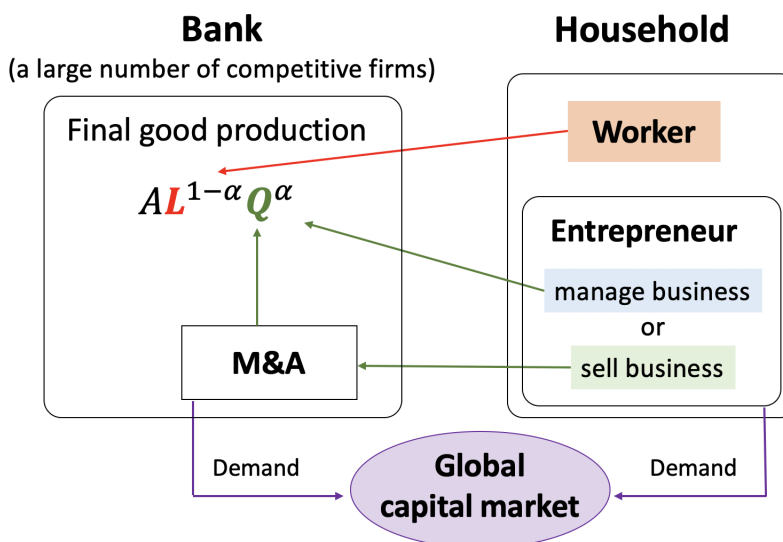 Bank
(a large number of competitive firms)
Final good production
AL^{1−α}Q^{α}
M&A
Household
Worker
Entrepreneur
manage business
or
sell business
Demand
Global
capital market
Demand